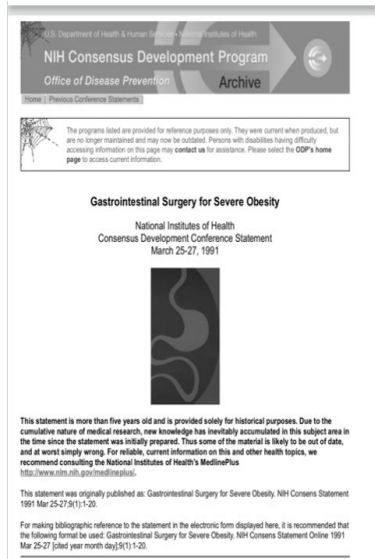 U.S. Department of Health & Human Services • National Institutes of Health
NIH Consensus Development Program
Office of Disease Prevention
Archive
Home | Previous Conference Statements
The programs listed are provided for reference purposes only. They were current when produced, but
are no longer maintained and may now be outdated. Persons with disabilities having difficulty
accessing information on this page may contact us for assistance. Please select the ODP's home
page to access current information.
Gastrointestinal Surgery for Severe Obesity
National Institutes of Health
Consensus Development Conference Statement
March 25-27, 1991
This statement is more than five years old and is provided solely for historical purposes. Due to the
cumulative nature of medical research, new knowledge has inevitably accumulated in this subject area in
the time since the statement was initially prepared. Thus some of the material is likely to be out of date,
and at worst simply wrong. For reliable, current information on this and other health topics, we
recommend consulting the National Institutes of Health's MedlinePlus
http://www.nlm.nih.gov/medlineplus/.
This statement was originally published as: Gastrointestinal Surgery for Severe Obesity. NIH Consens Statement
1991 Mar 25-27;9(1):1-20.
For making bibliographic reference to the statement in the electronic form displayed here, it is recommended that
the following format be used: Gastrointestinal Surgery for Severe Obesity. NIH Consens Statement Online 1991
Mar 25-27 [cited year month day];9(1):1-20.